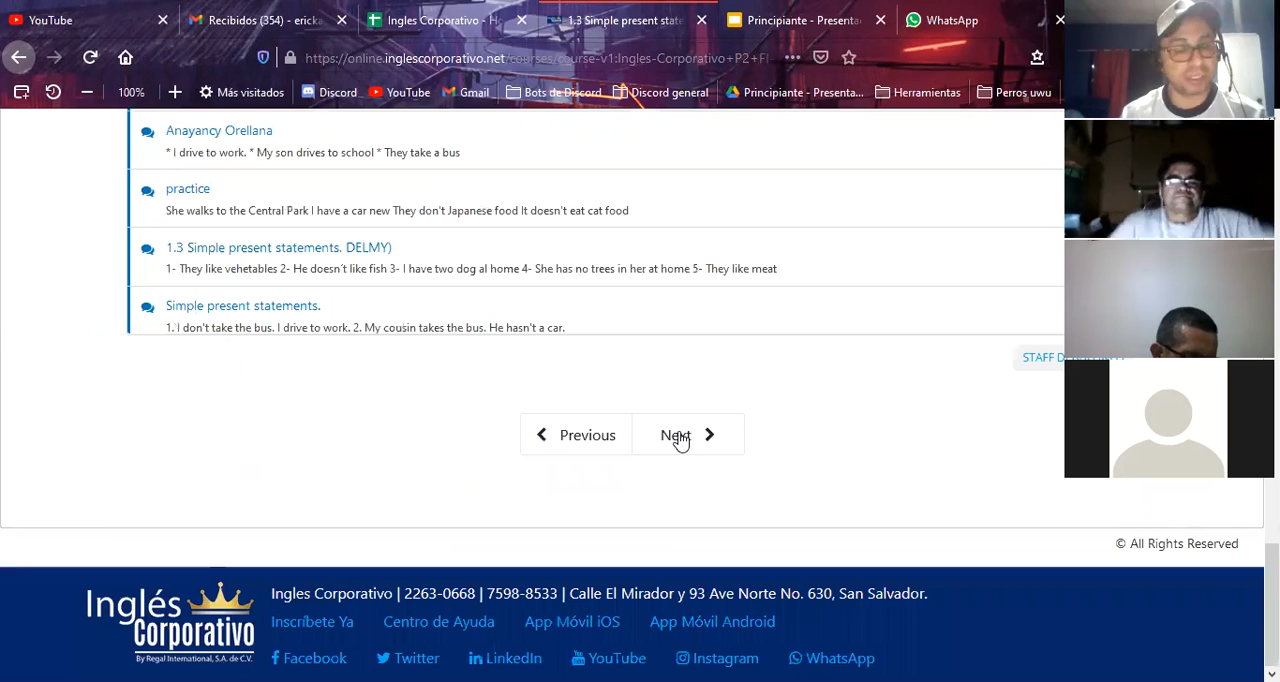 YouTube
Recibidos (354) - ericka
Ingles Corporativo - Ho
1.3 Simple present state
Principiante - Presenta
WhatsApp
https://online.inglescorporativo.net/courses/course-v1:Ingles-Corporativo+P2+Fl
100%
Más visitados
Discord
YouTube
Gmail
Bots de Discord
Discord general
Principiante - Presenta...
Herramientas
Perros uwu
Anayancy Orellana
* I drive to work. * My son drives to school * They take a bus
practice
She walks to the Central Park I have a car new They don't Japanese food It doesn't eat cat food
1.3 Simple present statements. DELMY)
1- They like vehetables 2- He doesn´t like fish 3- I have two dog al home 4- She has no trees in her at home 5- They like meat
Simple present statements.
1. I don't take the bus. I drive to work. 2. My cousin takes the bus. He hasn't a car.
STAFF
Previous
Next
© All Rights Reserved
Inglés Corporativo
By Regal International, S.A. de C.V.
Ingles Corporativo | 2263-0668 | 7598-8533 | Calle El Mirador y 93 Ave Norte No. 630, San Salvador.
Inscríbete Ya
Centro de Ayuda
App Móvil iOS
App Móvil Android
Facebook
Twitter
LinkedIn
YouTube
Instagram
WhatsApp